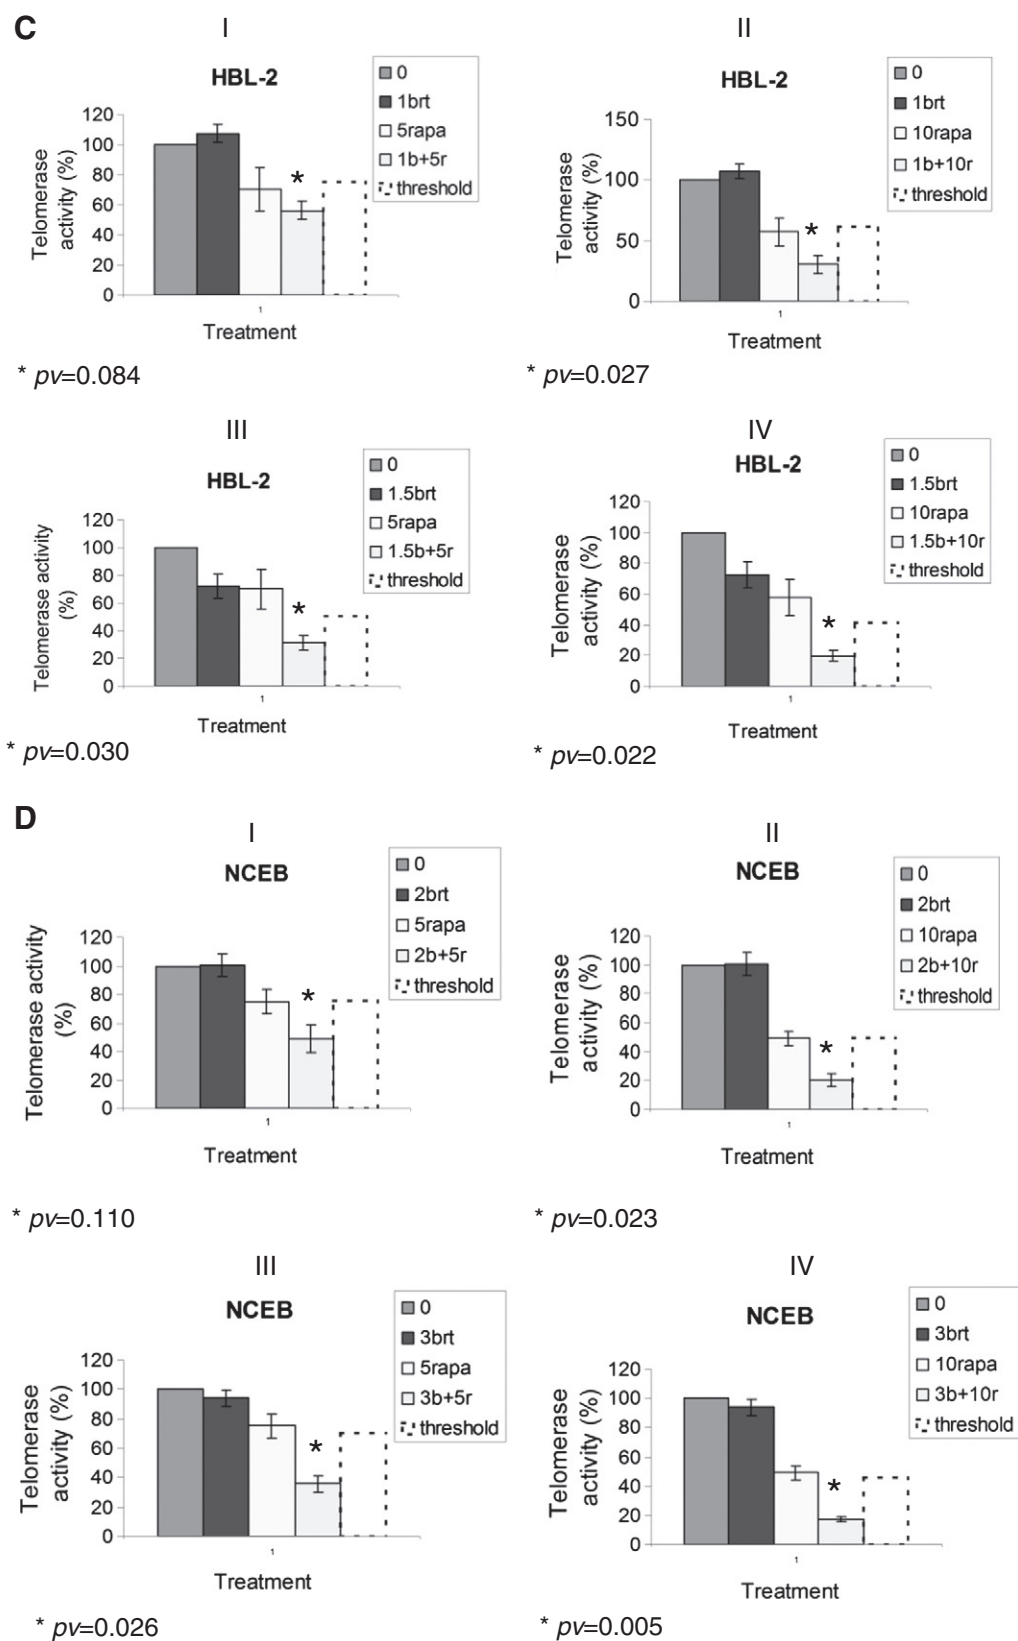 C
I
HBL-2
0
1brt
5rapa
1b+5r
threshold
Telomerase
activity (%)
120
100
80
60
40
20
0
1
Treatment
* pv=0.084
II
HBL-2
0
1brt
10rapa
1b+10r
threshold
Telomerase
activity (%)
150
100
50
0
1
Treatment
* pv=0.027
III
HBL-2
0
1.5brt
5rapa
1.5b+5r
threshold
Telomerase activity
(%)
120
100
80
60
40
20
0
*
1
Treatment
* pv=0.030
IV
HBL-2
0
1.5brt
10rapa
1.5b+10r
threshold
Telomerase
activity (%)
120
100
80
60
40
20
0
*
1
Treatment
* pv=0.022
D
I
NCEB
0
2brt
5rapa
2b+5r
threshold
Telomerase activity
(%)
120
100
80
60
40
20
0
*
1
Treatment
* pv=0.110
II
NCEB
0
2brt
10rapa
2b+10r
threshold
Telomerase
activity (%)
120
100
80
60
40
20
0
*
1
Treatment
* pv=0.023
III
NCEB
0
3brt
5rapa
3b+5r
threshold
Telomerase
activity (%)
120
100
80
60
40
20
0
*
1
Treatment
* pv=0.026
IV
NCEB
0
3brt
10rapa
3b+10r
threshold
Telomerase
activity (%)
120
100
80
60
40
20
0
*
1
Treatment
* pv=0.005